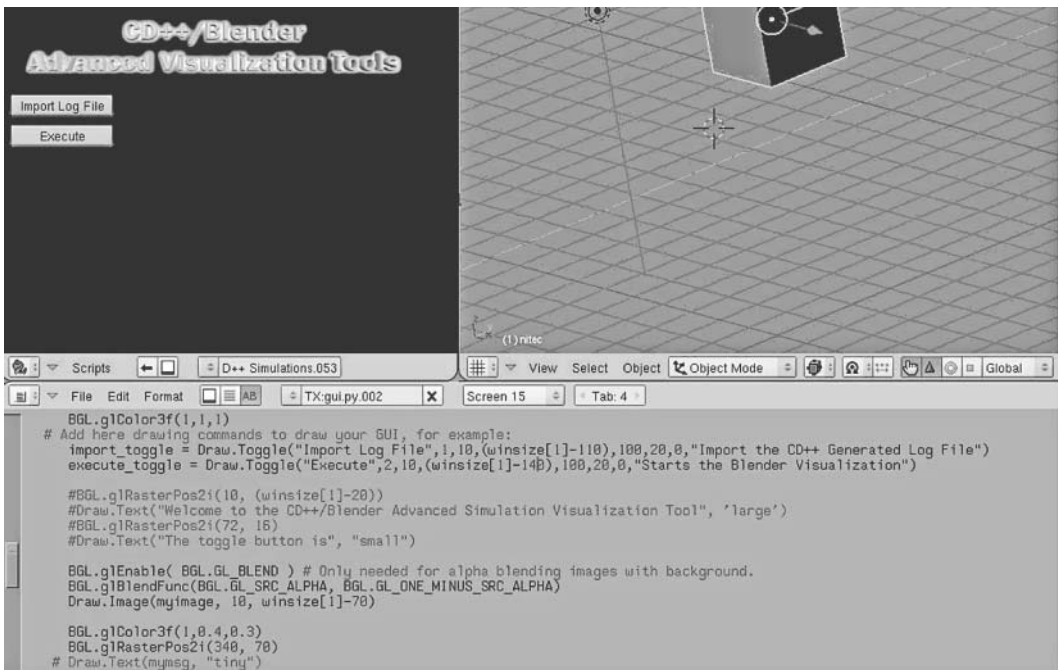 CD++/Blender
Advanced Visualization Tools
Import Log File
Execute
(1) nitec
Scripts
D++ Simulations.053
View Select Object Object Mode Global
File Edit Format AB TX:gui.py.002 X Screen 15 Tab: 4
BGL.glColor3f(1,1,1)
# Add here drawing commands to draw your GUI, for example:
import_toggle = Draw.Toggle("Import Log File",1,10,(winsize[1]-110),100,20,0,"Import the CD++ Generated Log File")
execute_toggle = Draw.Toggle("Execute",2,10,(winsize[1]-140),100,20,0,"Starts the Blender Visualization")
#BGL.glRasterPos2i(10, (winsize[1]-20))
#Draw.Text("Welcome to the CD++/Blender Advanced Simulation Visualization Tool", 'large')
#BGL.glRasterPos2i(72, 16)
#Draw.Text("The toggle button is", "small")
BGL.glEnable( BGL.GL_BLEND ) # Only needed for alpha blending images with background.
BGL.glBlendFunc(BGL.GL_SRC_ALPHA, BGL.GL_ONE_MINUS_SRC_ALPHA)
Draw.Image(myimage, 10, winsize[1]-70)
BGL.glColor3f(1,0.4,0.3)
BGL.glRasterPos2i(340, 70)
# Draw.Text(mymsg, "tiny")